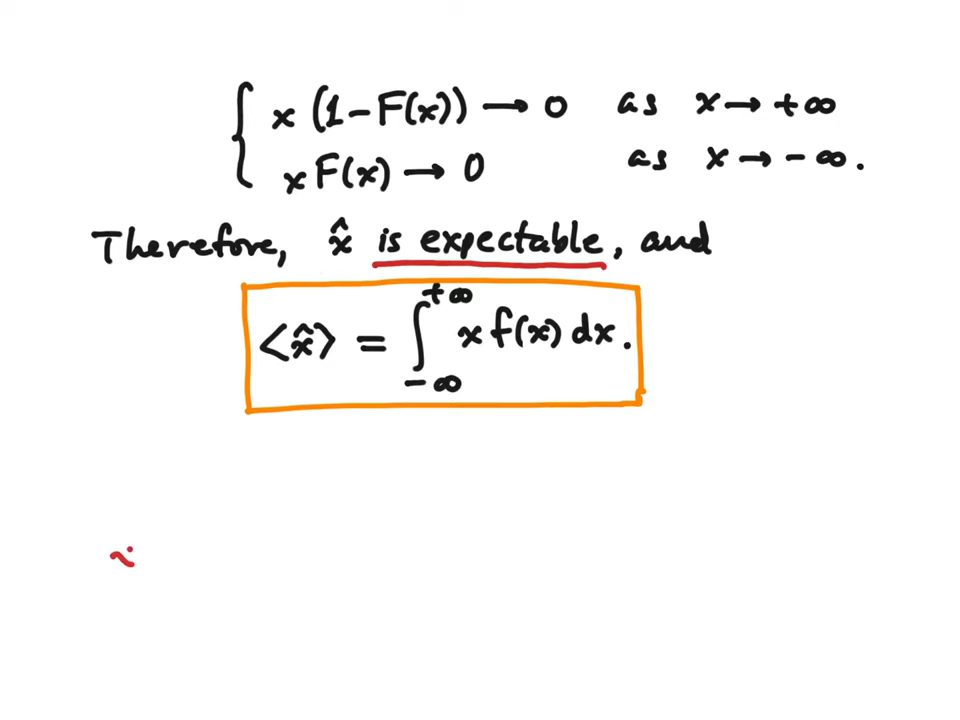 x (1 − F(x)) → 0 as x → +∞
x F(x) → 0 as x → −∞.
Therefore, x̂ is expectable, and
<x̂> = ∫_{−∞}^{+∞} x f(x) dx.